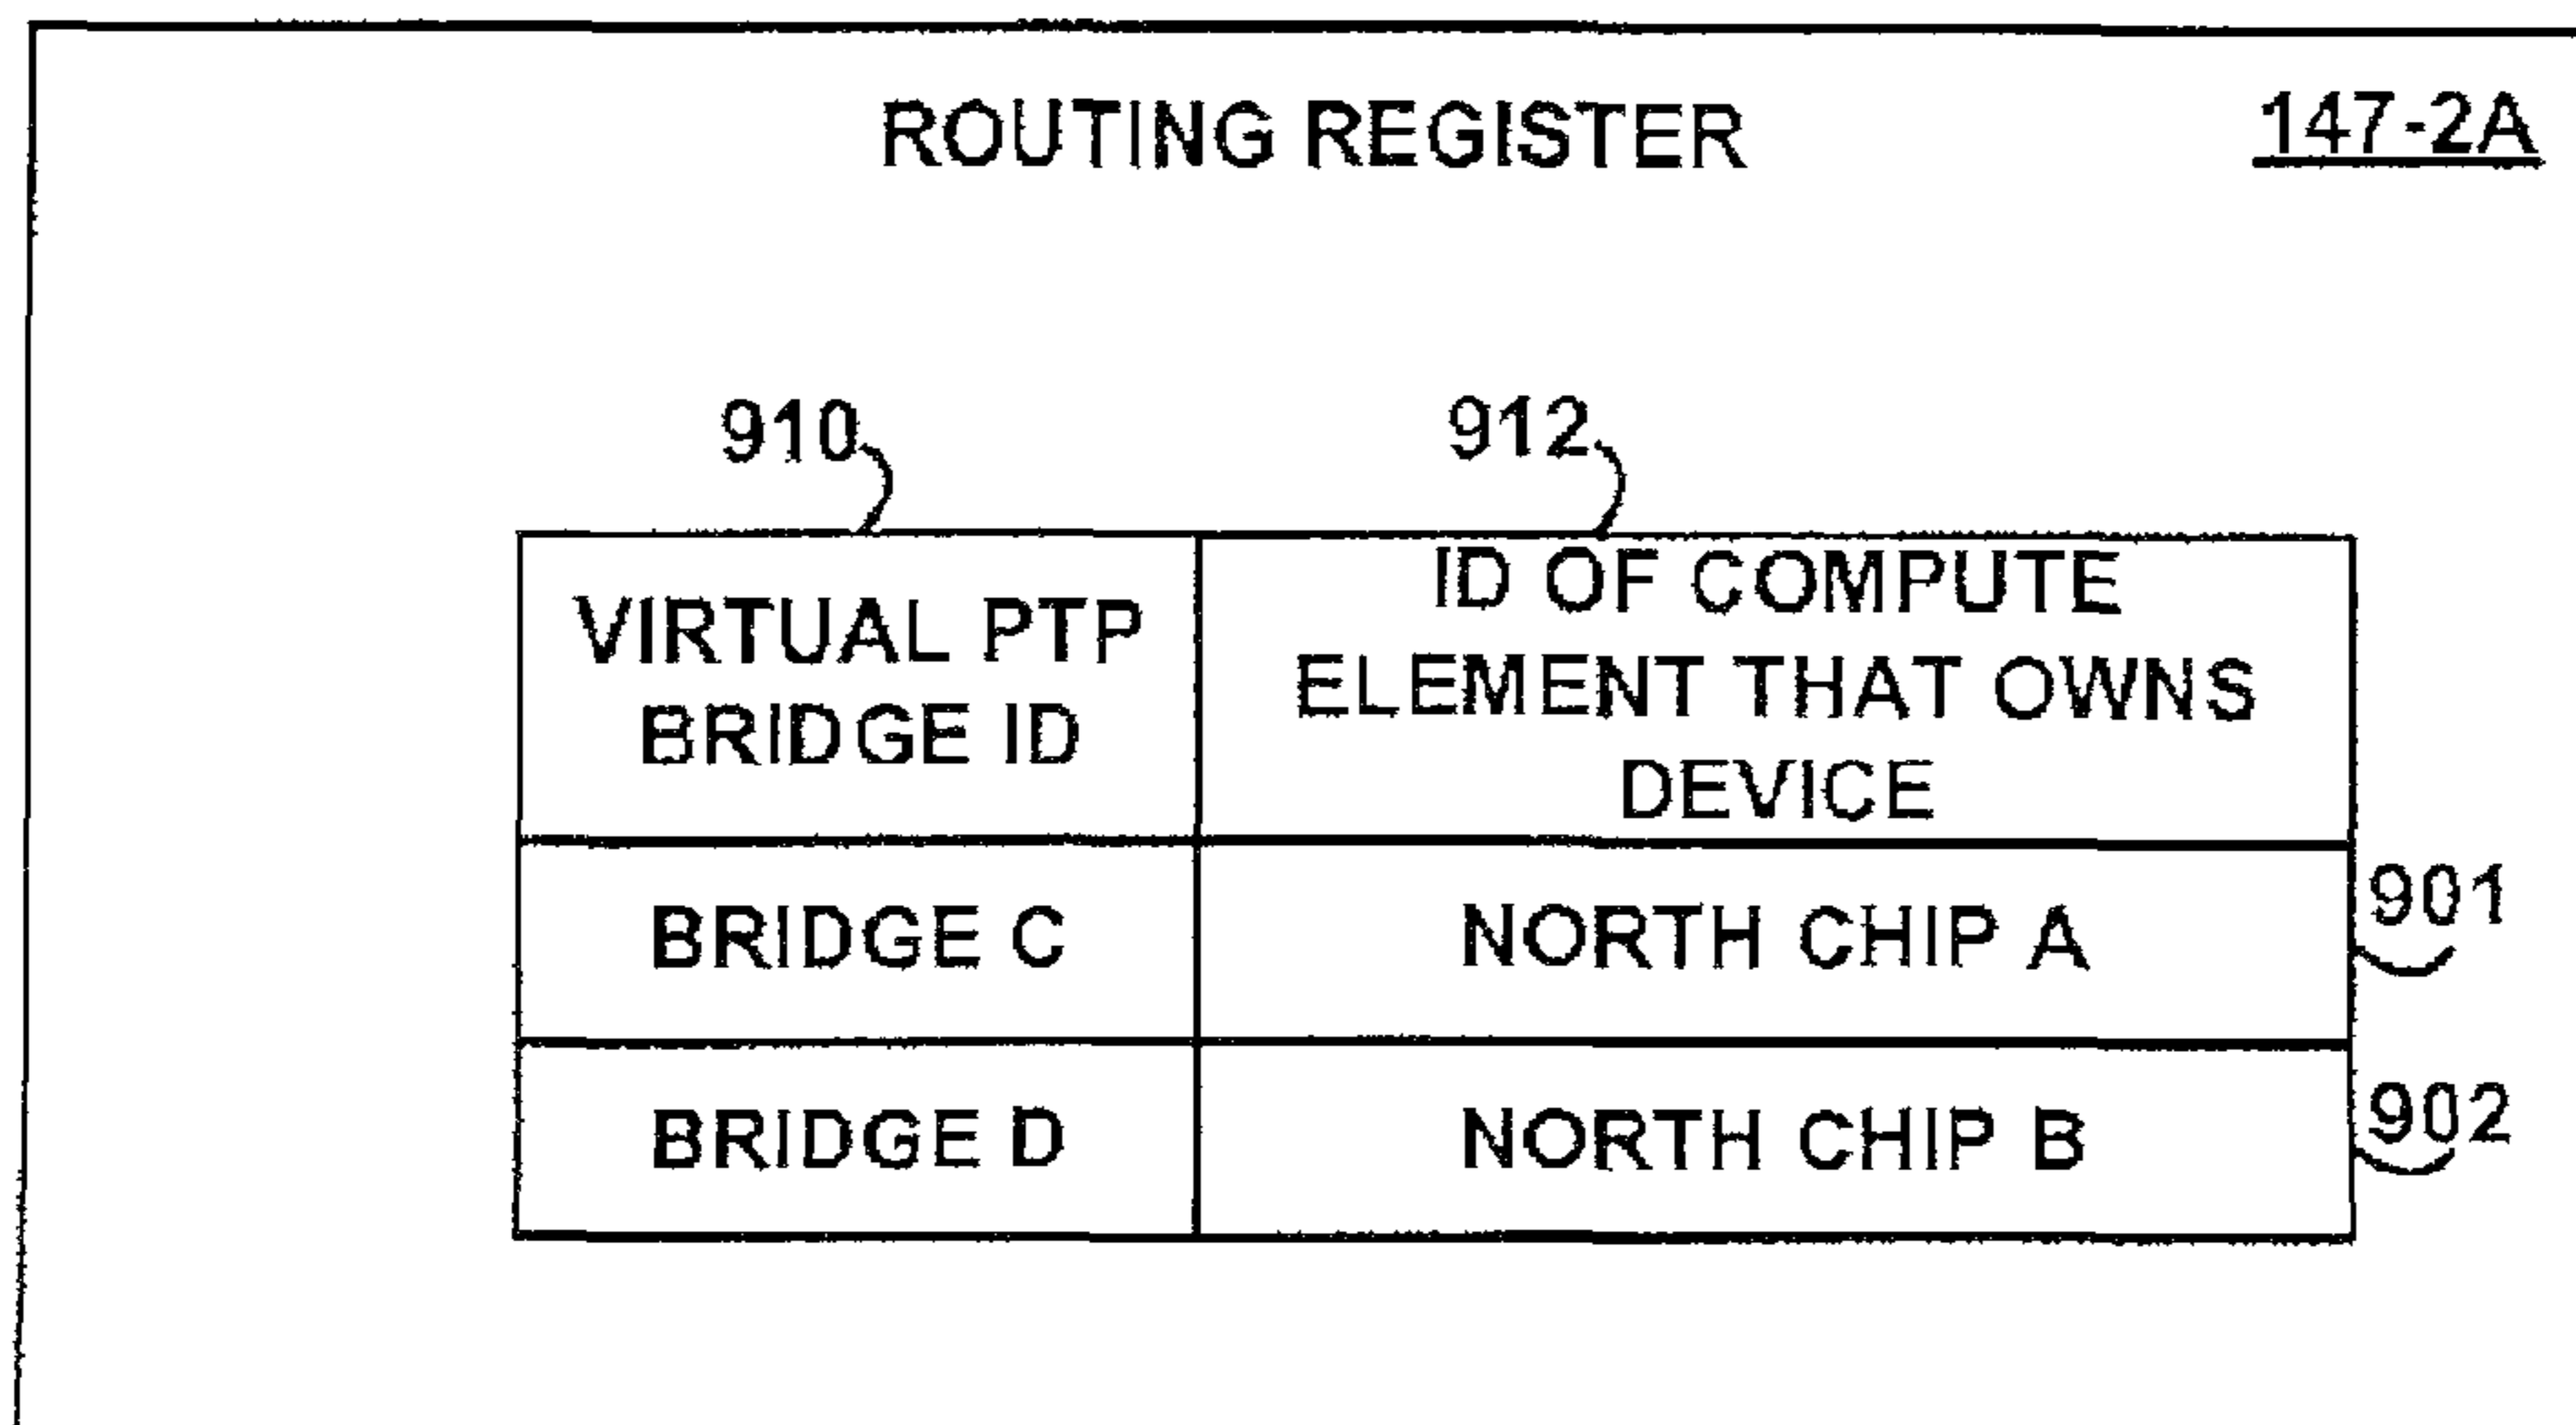 ROUTING REGISTER
147-2A
910
912
VIRTUAL PTP
BRIDGE ID
ID OF COMPUTE
ELEMENT THAT OWNS
DEVICE
BRIDGE C
NORTH CHIP A
901
BRIDGE D
NORTH CHIP B
902